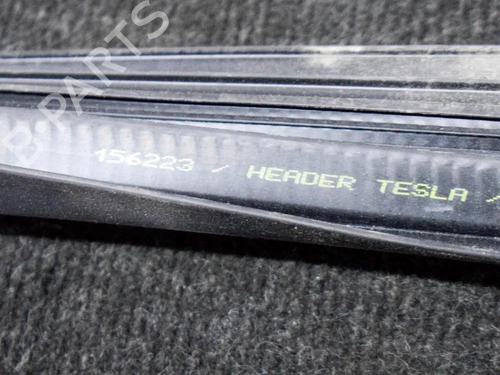 B-PARTS
156223 / HEADER TESLA /